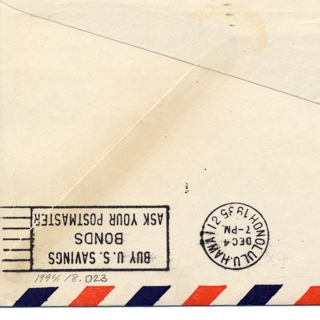 BUY U. S. SAVINGS
BONDS
ASK YOUR POSTMASTER
HONOLULU, HAWAII
DEC 4
7-PM
1994.18.023